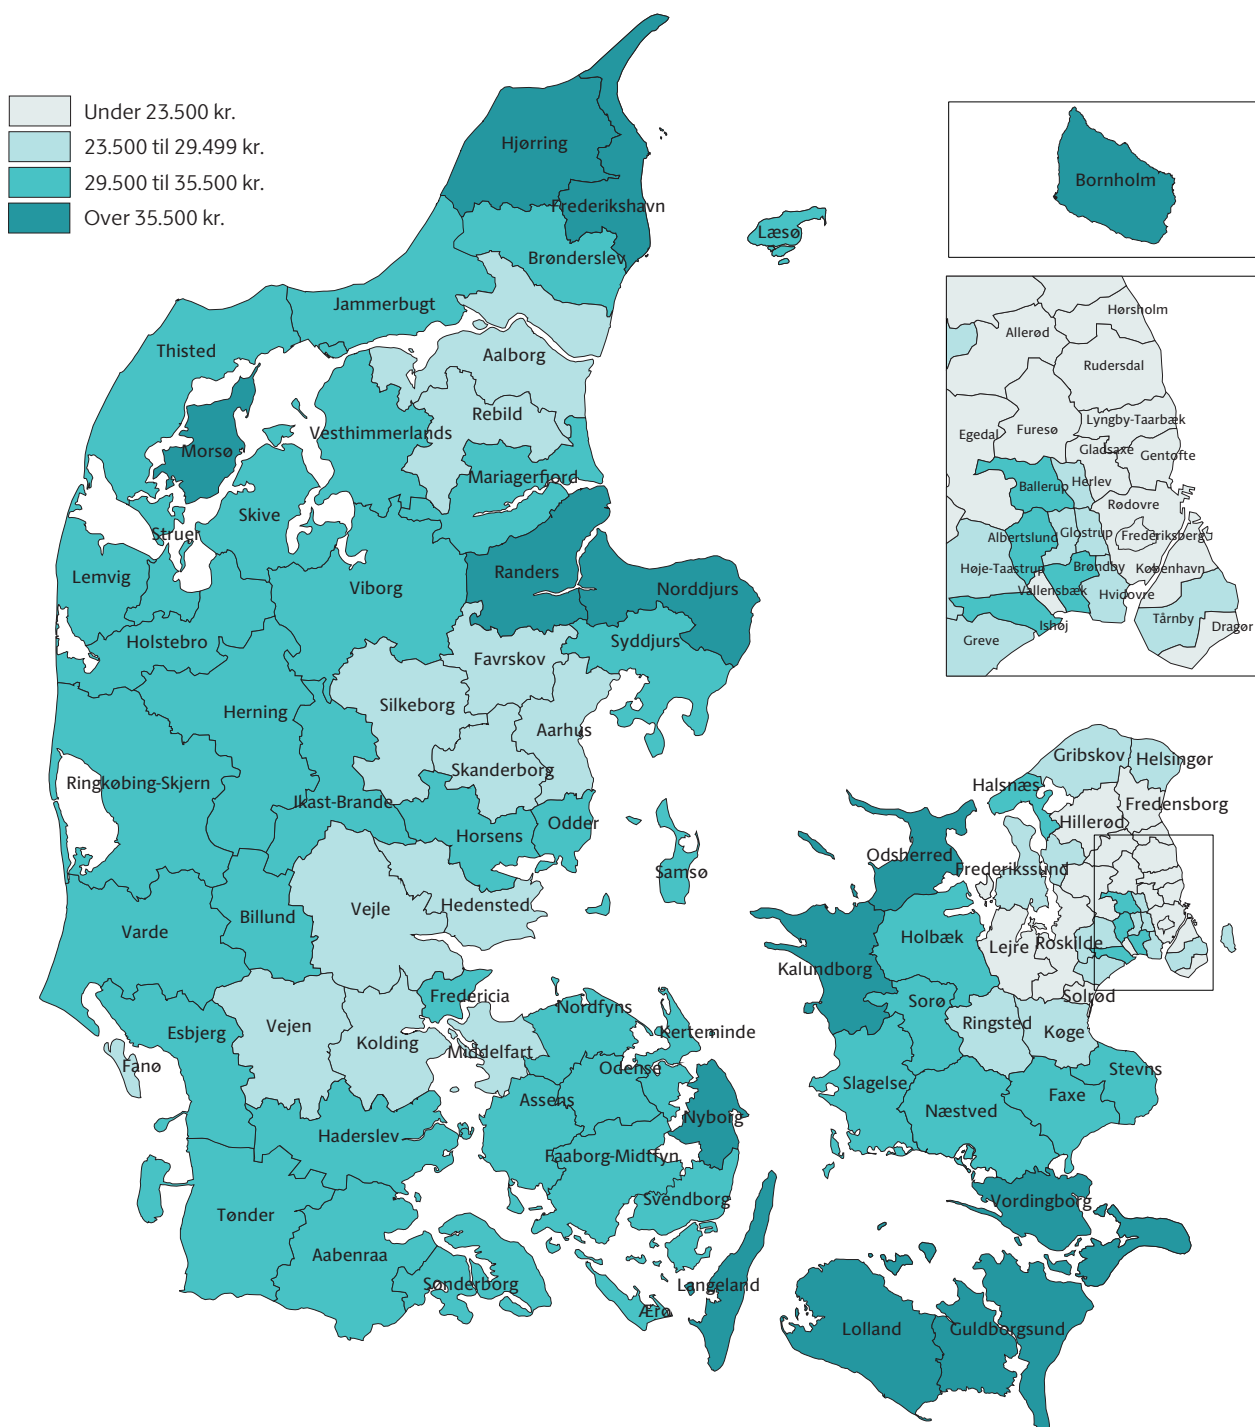 Under 23.500 kr.
23.500 til 29.499 kr.
29.500 til 35.500 kr.
Over 35.500 kr.
Hjørring
Frederikshavn
Brønderslev
Læsø
Jammerbugt
Thisted
Aalborg
Rebild
Vesthimmerlands
Morsø
Mariagerfjord
Skive
Struer
Lemvig
Viborg
Randers
Norddjurs
Holstebro
Syddjurs
Favrskov
Silkeborg
Herning
Aarhus
Skanderborg
Ringkøbing-Skjern
Ikast-Brande
Horsens
Odder
Samsø
Hedensted
Vejle
Billund
Varde
Fredericia
Nordfyns
Kerteminde
Esbjerg
Vejen
Kolding
Middelfart
Fanø
Odense
Assens
Nyborg
Haderslev
Faaborg-Midtfyn
Svendborg
Tønder
Aabenraa
Sønderborg
Langeland
Ærø
Bornholm
Hørsholm
Allerød
Rudersdal
Lyngby-Taarbæk
Furesø
Egedal
Gladsaxe
Gentofte
Ballerup
Herlev
Rødovre
Albertslund
Glostrup
Frederiksberg
Høje-Taastrup
Brøndby
København
Vallensbæk
Hvidovre
Ishøj
Tårnby
Dragør
Greve
Gribskov
Helsingør
Halsnæs
Fredensborg
Hillerød
Odsherred
Frederikssund
Holbæk
Lejre
Roskilde
Kalundborg
Solrød
Sorø
Ringsted
Køge
Stevns
Slagelse
Næstved
Faxe
Vordingborg
Lolland
Guldborgsund